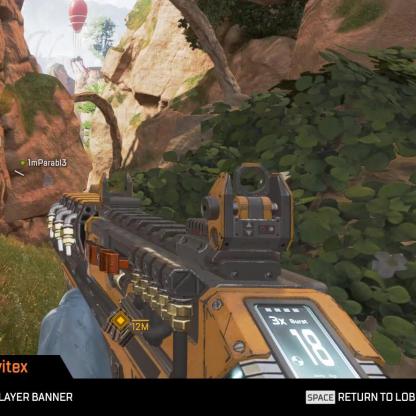 1mParabl3
3x Burst
18
12M
vitex
LAYER BANNER
SPACE RETURN TO LOB